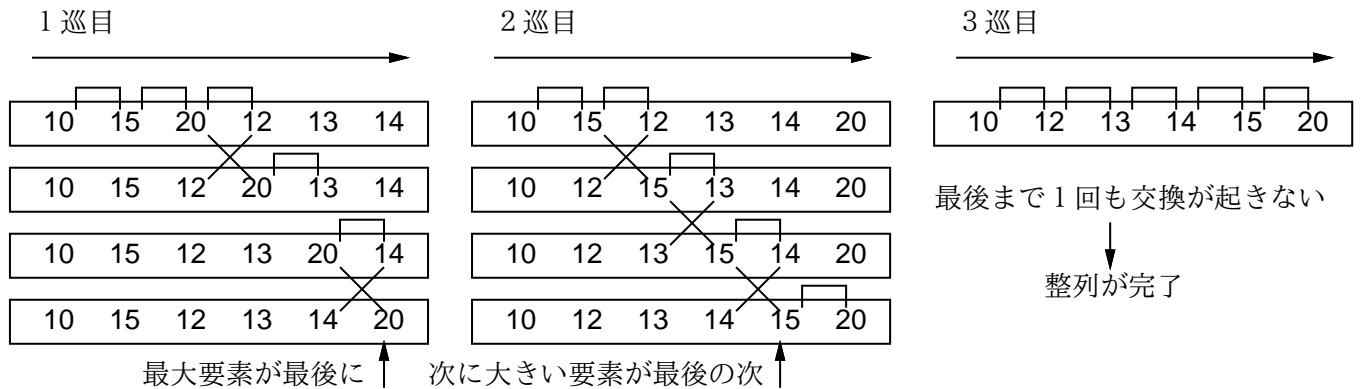 1 巡目
10 15 20 12 13 14
10 15 12 20 13 14
10 15 12 13 20 14
10 15 12 13 14 20
最大要素が最後に
2 巡目
10 15 12 13 14 20
10 12 15 13 14 20
10 12 13 15 14 20
10 12 13 14 15 20
次に大きい要素が最後の次
3 巡目
10 12 13 14 15 20
最後まで 1 回も交換が起きない
整列が完了